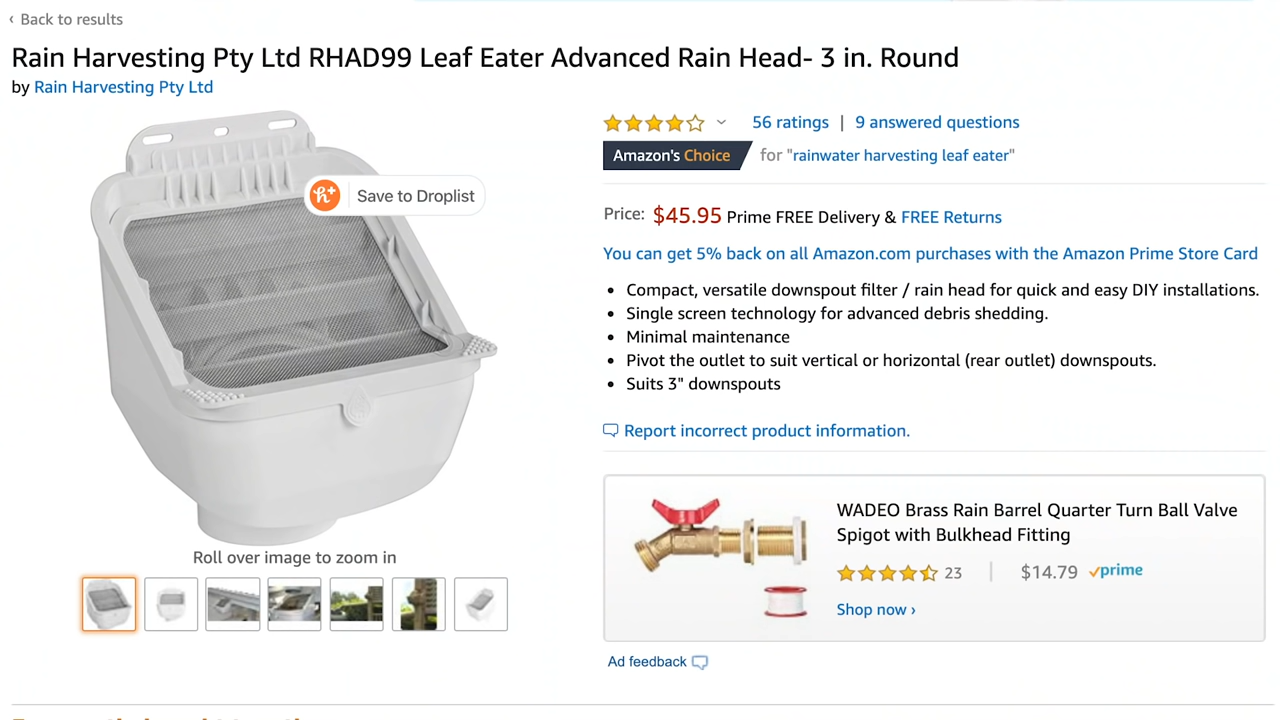 ‹ Back to results
Rain Harvesting Pty Ltd RHAD99 Leaf Eater Advanced Rain Head- 3 in. Round
by Rain Harvesting Pty Ltd
h+ Save to Droplist
Roll over image to zoom in
56 ratings | 9 answered questions
Amazon's Choice for "rainwater harvesting leaf eater"
Price: $45.95 Prime FREE Delivery & FREE Returns
You can get 5% back on all Amazon.com purchases with the Amazon Prime Store Card
• Compact, versatile downspout filter / rain head for quick and easy DIY installations.
• Single screen technology for advanced debris shedding.
• Minimal maintenance
• Pivot the outlet to suit vertical or horizontal (rear outlet) downspouts.
• Suits 3" downspouts
Report incorrect product information.
WADEO Brass Rain Barrel Quarter Turn Ball Valve
Spigot with Bulkhead Fitting
23 | $14.79 prime
Shop now ›
Ad feedback